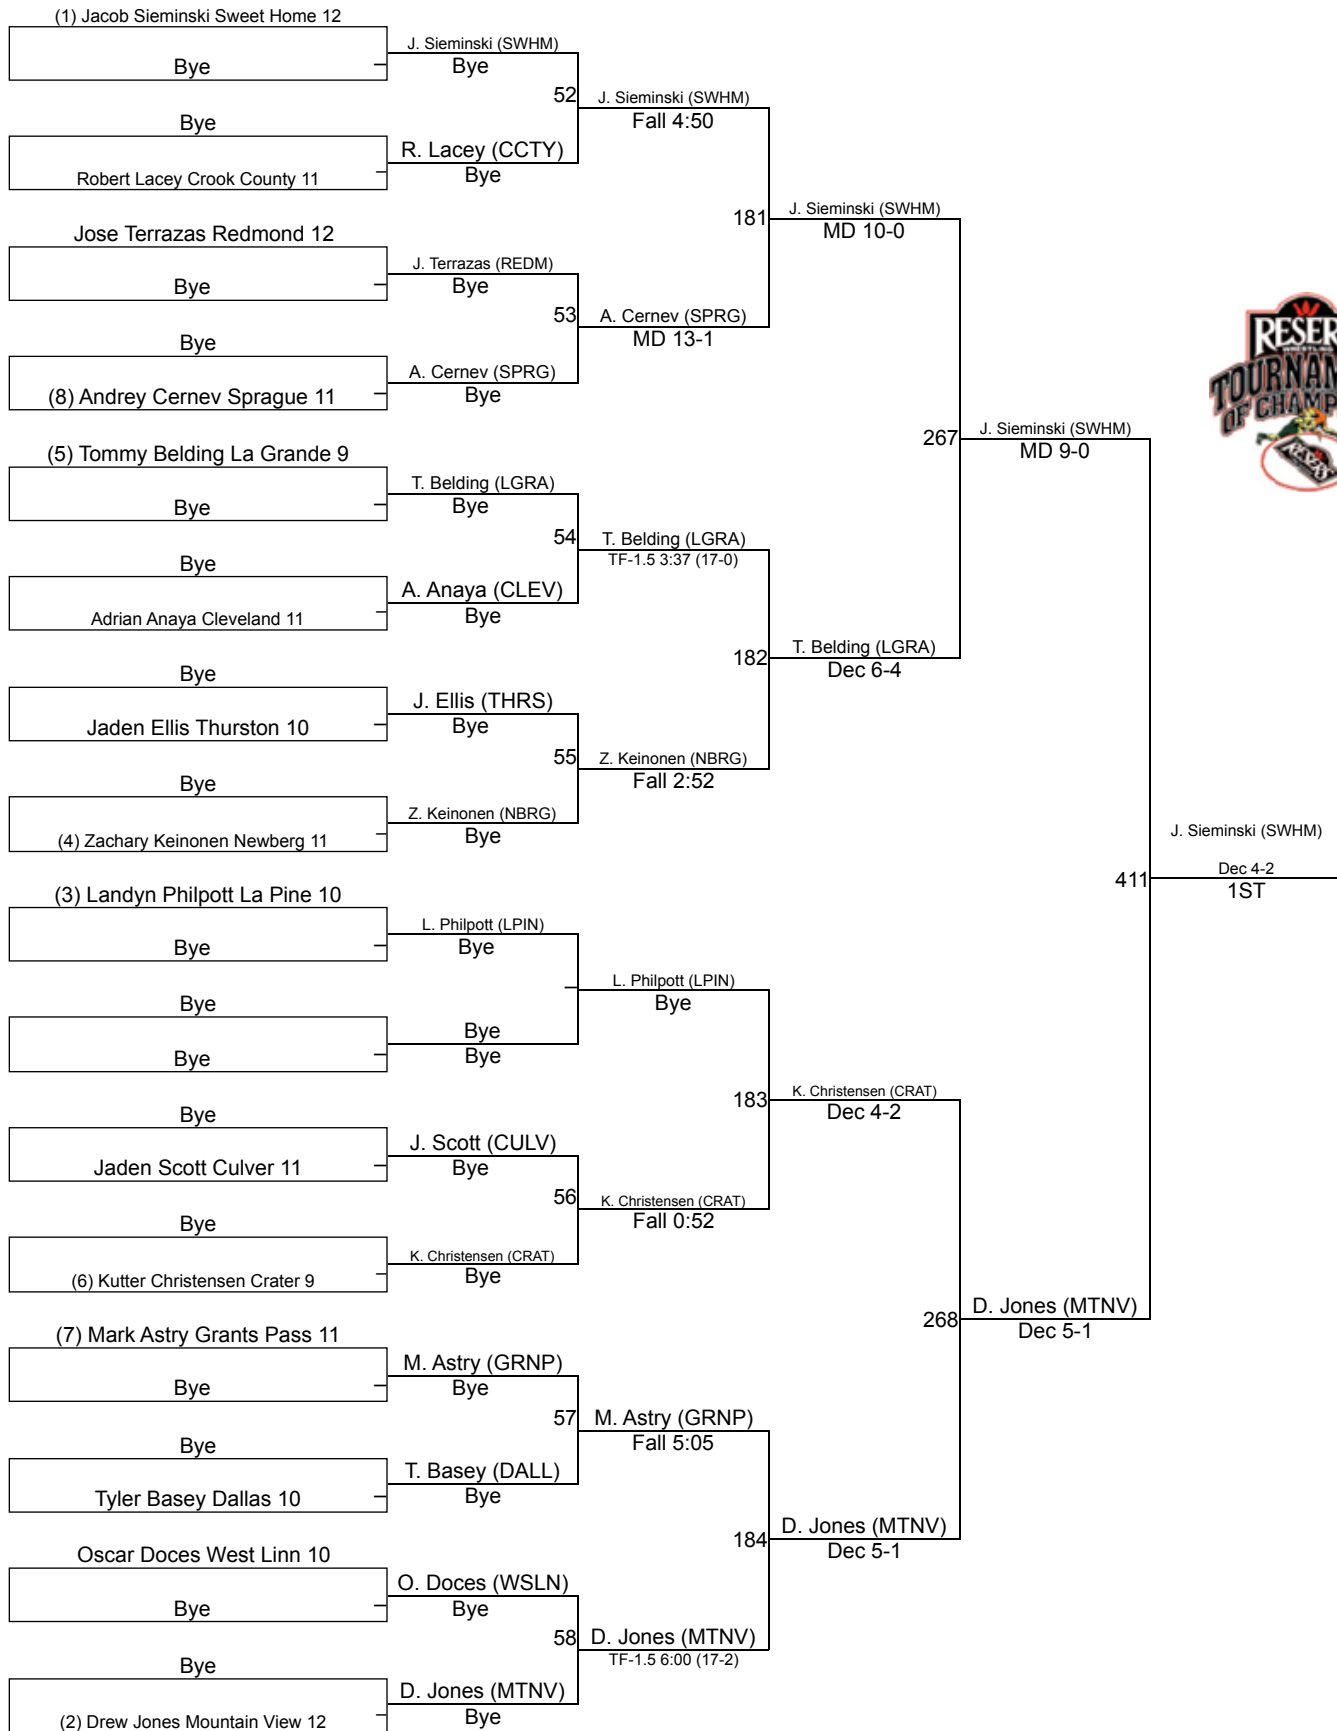 (1) Jacob Sieminski Sweet Home 12
Bye
J. Sieminski (SWHM)
Bye
52
Bye
Robert Lacey Crook County 11
R. Lacey (CCTY)
Bye
J. Sieminski (SWHM)
Fall 4:50
181
Jose Terrazas Redmond 12
Bye
J. Terrazas (REDM)
Bye
53
Bye
(8) Andrey Cernev Sprague 11
A. Cernev (SPRG)
Bye
A. Cernev (SPRG)
MD 13-1
J. Sieminski (SWHM)
MD 10-0
267
(5) Tommy Belding La Grande 9
Bye
T. Belding (LGRA)
Bye
54
Bye
Adrian Anaya Cleveland 11
A. Anaya (CLEV)
Bye
T. Belding (LGRA)
TF-1.5 3:37 (17-0)
182
Bye
Jaden Ellis Thurston 10
J. Ellis (THRS)
Bye
55
Bye
(4) Zachary Keinonen Newberg 11
Z. Keinonen (NBRG)
Bye
Z. Keinonen (NBRG)
Fall 2:52
T. Belding (LGRA)
Dec 6-4
J. Sieminski (SWHM)
MD 9-0
RESER
TOURNAM
OF CHAMP
RESERS
411
J. Sieminski (SWHM)
Dec 4-2
1ST
(3) Landyn Philpott La Pine 10
Bye
L. Philpott (LPIN)
Bye
Bye
Bye
Bye
Bye
L. Philpott (LPIN)
Bye
183
Bye
Jaden Scott Culver 11
J. Scott (CULV)
Bye
56
Bye
(6) Kutter Christensen Crater 9
K. Christensen (CRAT)
Bye
K. Christensen (CRAT)
Fall 0:52
K. Christensen (CRAT)
Dec 4-2
268
(7) Mark Astry Grants Pass 11
Bye
M. Astry (GRNP)
Bye
57
Bye
Tyler Basey Dallas 10
T. Basey (DALL)
Bye
M. Astry (GRNP)
Fall 5:05
184
Oscar Doces West Linn 10
Bye
O. Doces (WSLN)
Bye
58
Bye
(2) Drew Jones Mountain View 12
D. Jones (MTNV)
Bye
D. Jones (MTNV)
TF-1.5 6:00 (17-2)
D. Jones (MTNV)
Dec 5-1
D. Jones (MTNV)
Dec 5-1